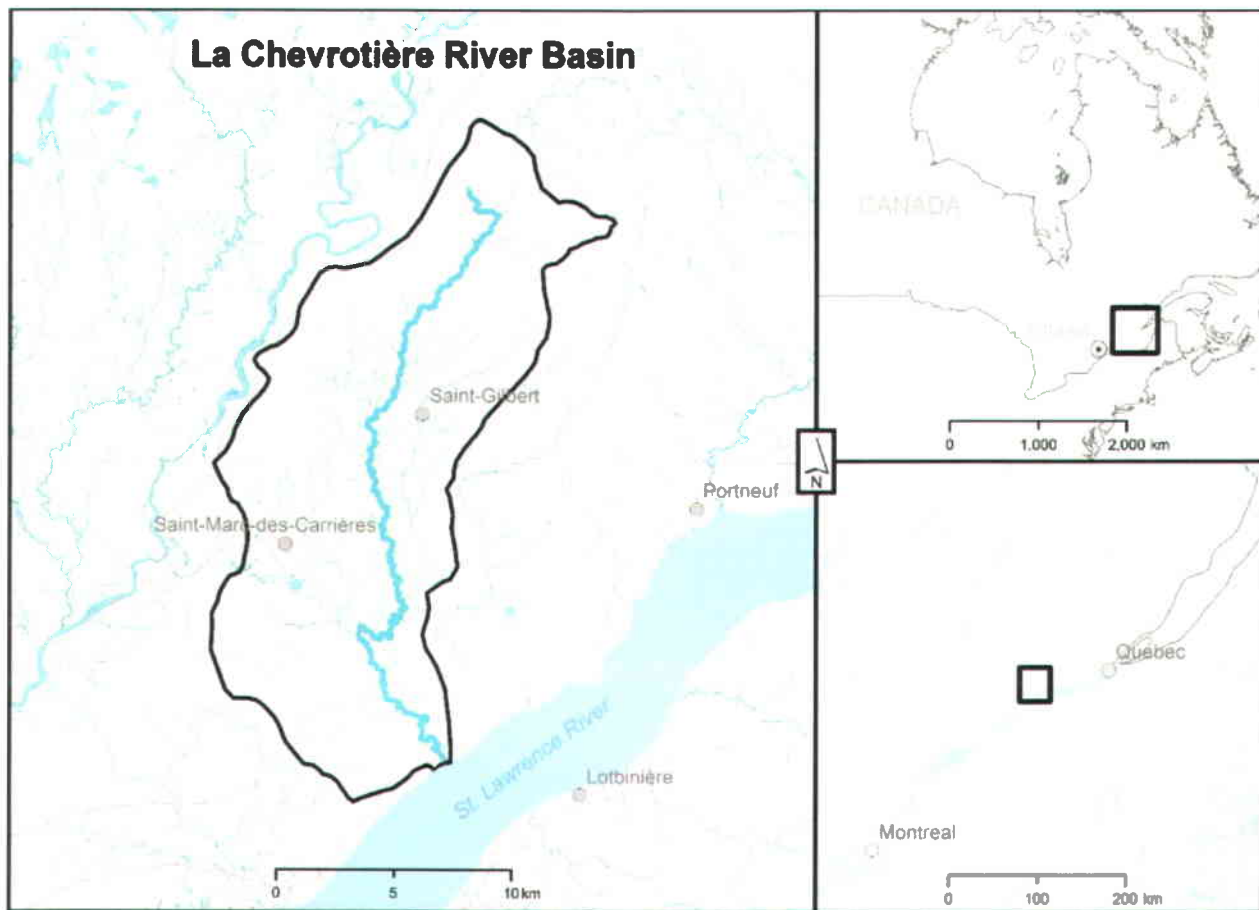 La Chevrotière River Basin
Saint-Gilbert
Saint-Marc-des-Carrières
Portneuf
St. Lawrence River
Lotbinière
0 5 10 km
CANADA
0 1,000 2,000 km
N
Québec
Montreal
0 100 200 km